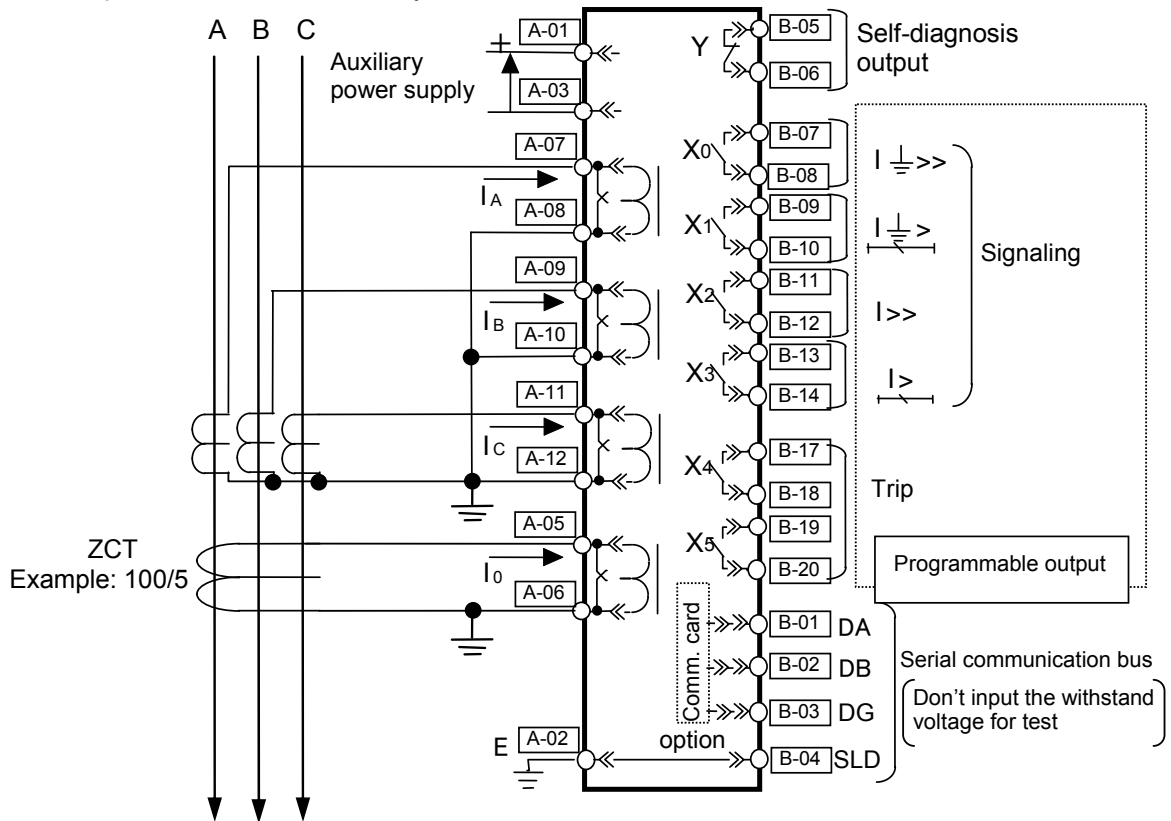 A B C
Auxiliary
power supply
+
A-01
A-03
A-07
IA
A-08
A-09
IB
A-10
A-11
IC
A-12
A-05
I0
A-06
ZCT
Example: 100/5
E
A-02
Y
B-05
B-06
Self-diagnosis
output
X0
B-07
B-08
I >>
X1
B-09
B-10
I >
X2
B-11
B-12
I>>
X3
B-13
B-14
I>
Signaling
X4
B-17
B-18
Trip
X5
B-19
B-20
Programmable output
Comm. card
B-01 DA
B-02 DB
B-03 DG
option
B-04 SLD
Serial communication bus
Don't input the withstand
voltage for test